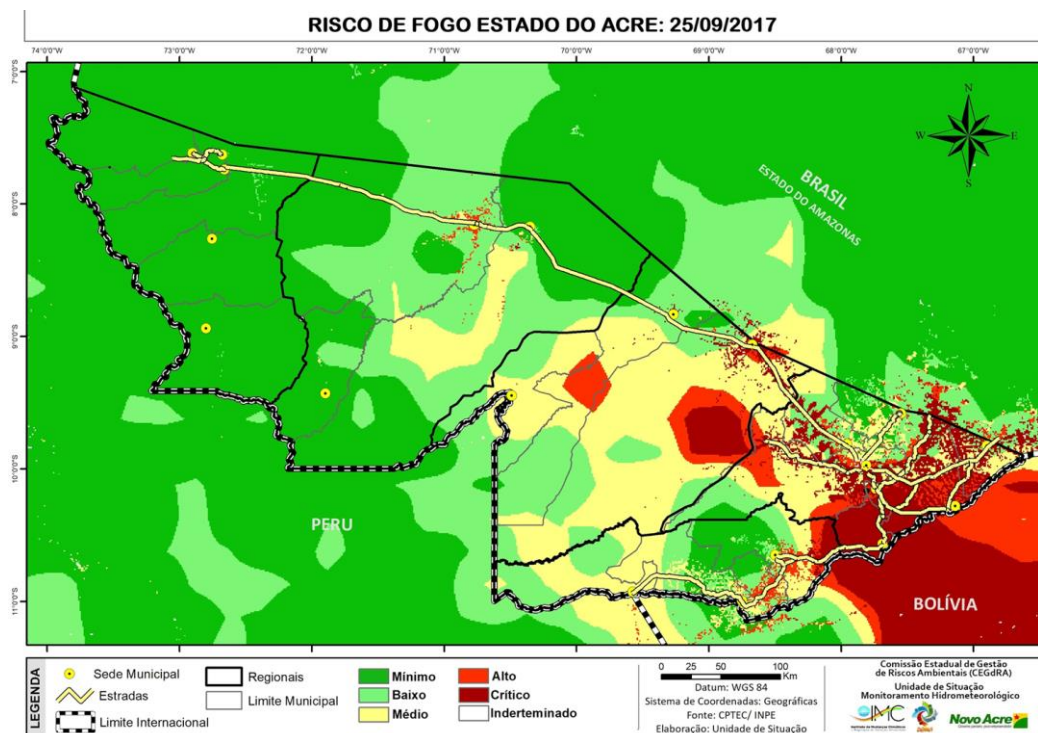 RISCO DE FOGO ESTADO DO ACRE: 25/09/2017
74°0'0"W 73°0'0"W 72°0'0"W 71°0'0"W 70°0'0"W 69°0'0"W 68°0'0"W 67°0'0"W
7°0'0"S
8°0'0"S
9°0'0"S
10°0'0"S
11°0'0"S
N
W E
S
BRASIL
ESTADO DO AMAZONAS
PERU
BOLÍVIA
LEGENDA
Sede Municipal
Estradas
Limite Internacional
Regionais
Limite Municipal
Mínimo
Baixo
Médio
Alto
Crítico
Inderteminado
0 25 50 100
Km
Datum: WGS 84
Sistema de Coordenadas: Geográficas
Fonte: CPTEC/ INPE
Elaboração: Unidade de Situação
Comissão Estadual de Gestão
de Riscos Ambientais (CEGdRA)
Unidade de Situação
Monitoramento Hidrometeorológico
IMC
Novo Acre